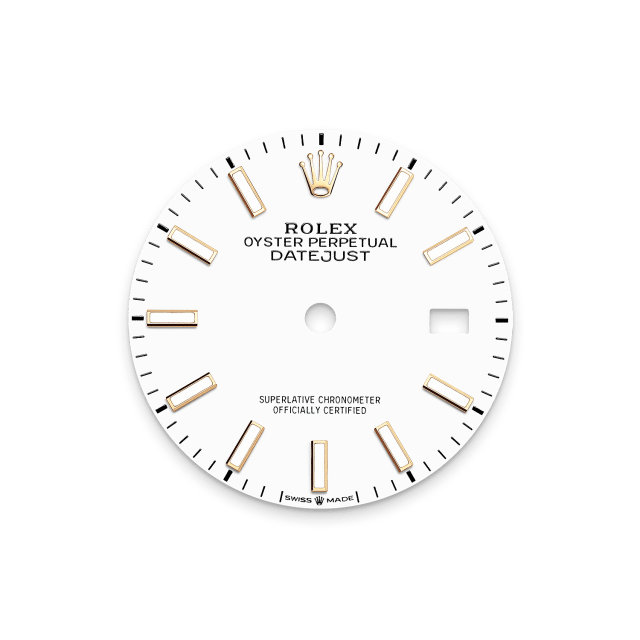 ROLEX
OYSTER PERPETUAL
DATEJUST
SUPERLATIVE CHRONOMETER
OFFICIALLY CERTIFIED
SWISS MADE